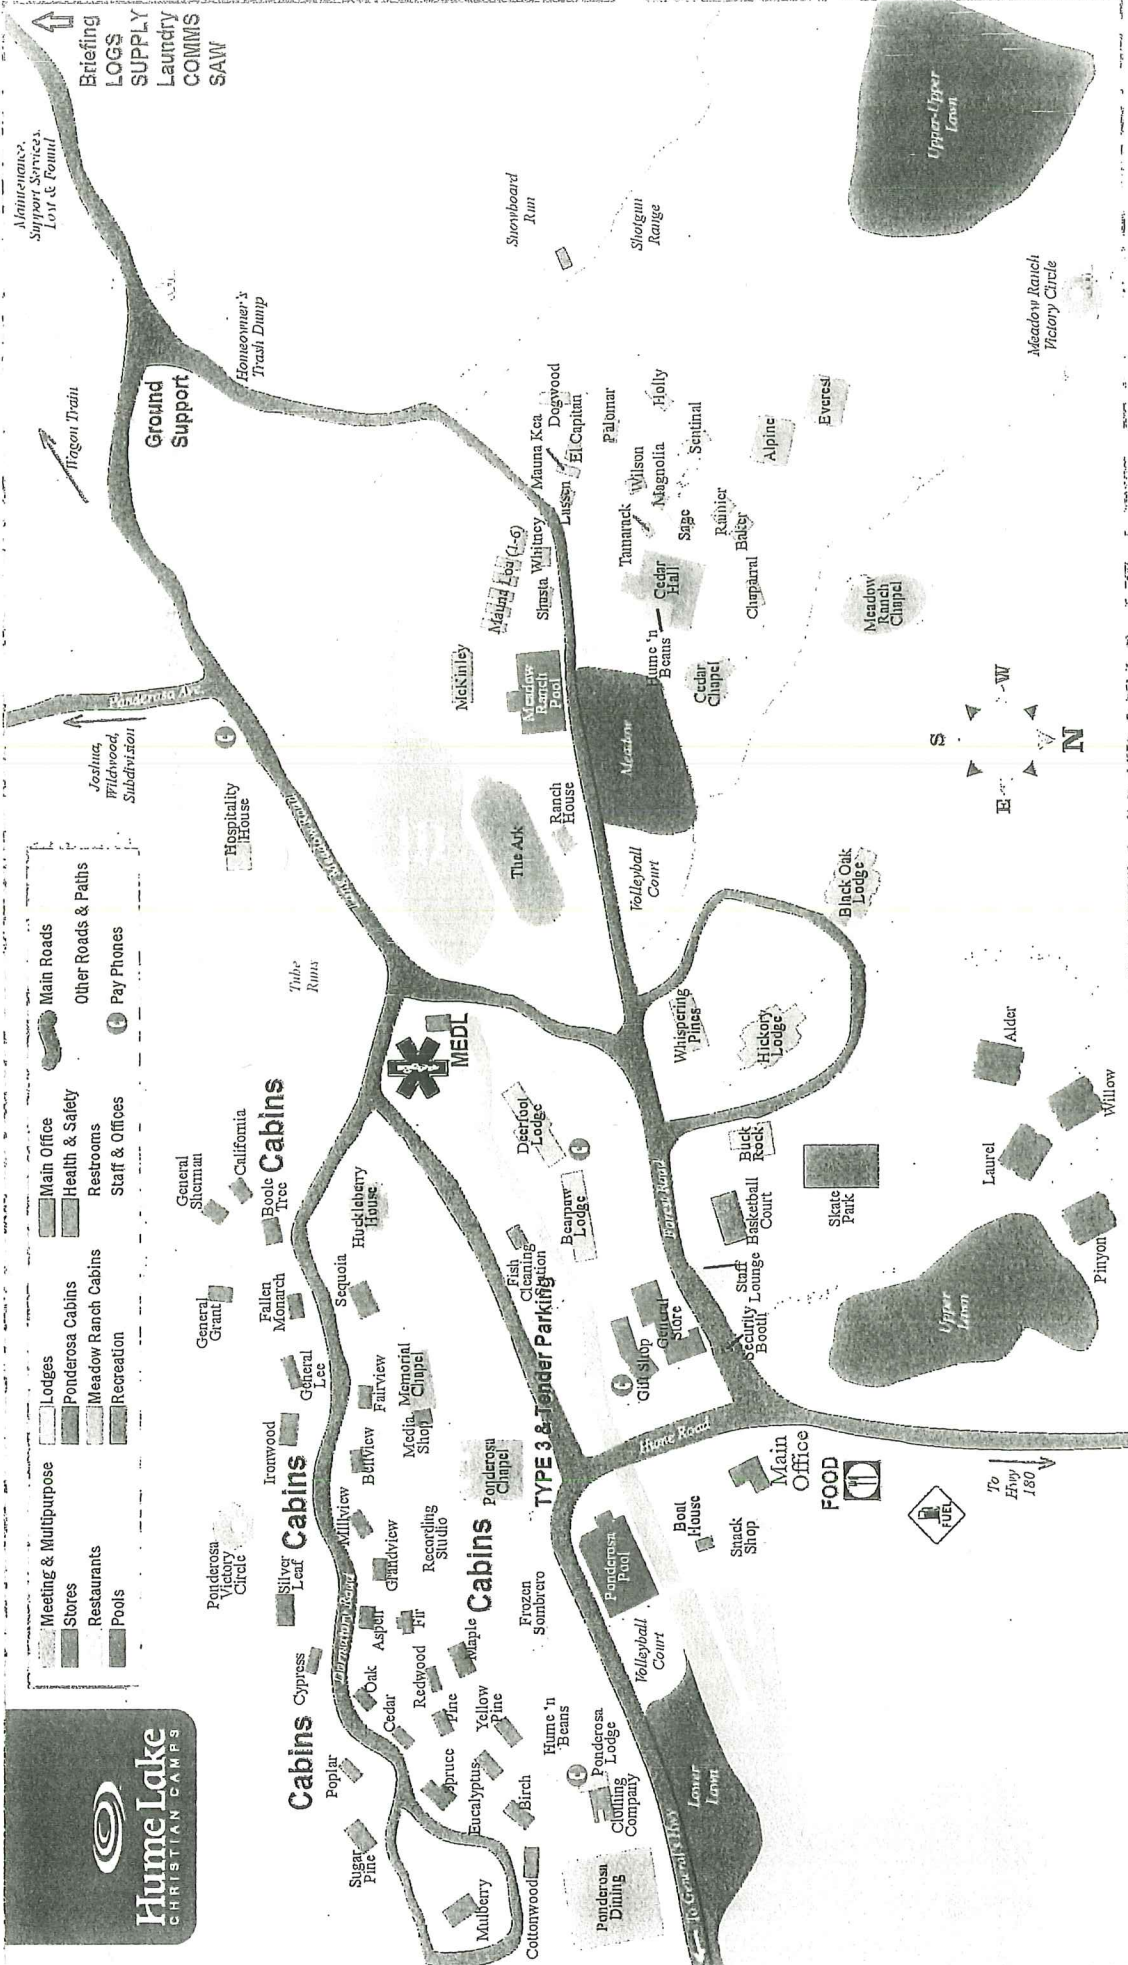 Hume Lake
CHRISTIAN CAMPS
Meeting & Multipurpose
Stores
Restaurants
Pools
Lodges
Ponderosa Cabins
Meadow Ranch Cabins
Recreation
Main Office
Health & Safety
Restrooms
Staff & Offices
Main Roads
Other Roads & Paths
Pay Phones
Joshua,
Wildwood,
Subdivision
Ponderosa Ave.
Wagon Train
Maintenance,
Support Services,
Lost & Found
Briefing
LOGS
SUPPLY
Laundry
COMMS
SAW
Ground
Support
Homeowner's
Trash Dump
Hospitality
House
Tube
Runs
General
Sherman
California
Boole
Tree
Cabins
General
Grant
Fallen
Monarch
Huckleberry
House
Sequoia
General
Lee
Ironwood
Fairview
Memorial
Chapel
Media
Shop
Bellview
Cabins
Millview
Ponderosa
Victory
Circle
Silver
Leaf
Grandview
Recording
Studio
Ponderosa
Chapel
Cabins
Aspen
Fir
Cypress
Oak
Redwood
Maple
Frozen
Sombrero
Cabins
Poplar
Cedar
Pine
Yellow
Pine
Hume 'n
Beans
Sugar
Pine
Spruce
Eucalyptus
Birch
Ponderosa
Lodge
Clothing
Company
Mulberry
Cottonwood
Ponderosa
Dining
To General's Hwy
Lower
Lawn
Volleyball
Court
Ponderosa
Pool
Boat
House
Snack
Shop
Main
Office
FOOD
FUEL
To
Hwy
180
Hume Road
TYPE 3 & Tender Parking
Fish
Cleaning
Station
Gift Shop
General
Store
Security
Booth
Staff
Lounge
Basketball
Court
Forest Road
Bearpaw
Lodge
Deerfoot
Lodge
MEDL
Buck
Rock
Skate
Park
Upper
Lawn
Pinyon
Laurel
Willow
Alder
Whispering
Pines
Hickory
Lodge
Black Oak
Lodge
Volleyball
Court
The Ark
Ranch
House
Meadow
Meadow
Ranch
Pool
McKinley
Mauna Loa (1-6)
Shasta
Whitney
Lassen
Mauna Kea
Dogwood
El Capitan
Palomar
Holly
Wilson
Magnolia
Sentinal
Tamarack
Sage
Rainier
Baker
Alpine
Everest
Cedar
Hall
Hume 'n
Beans
Cedar
Chapel
Chaparral
Meadow
Ranch
Chapel
Snowboard
Run
Shotgun
Range
Upper-Upper
Lawn
Meadow Ranch
Victory Circle
S
E
W
N